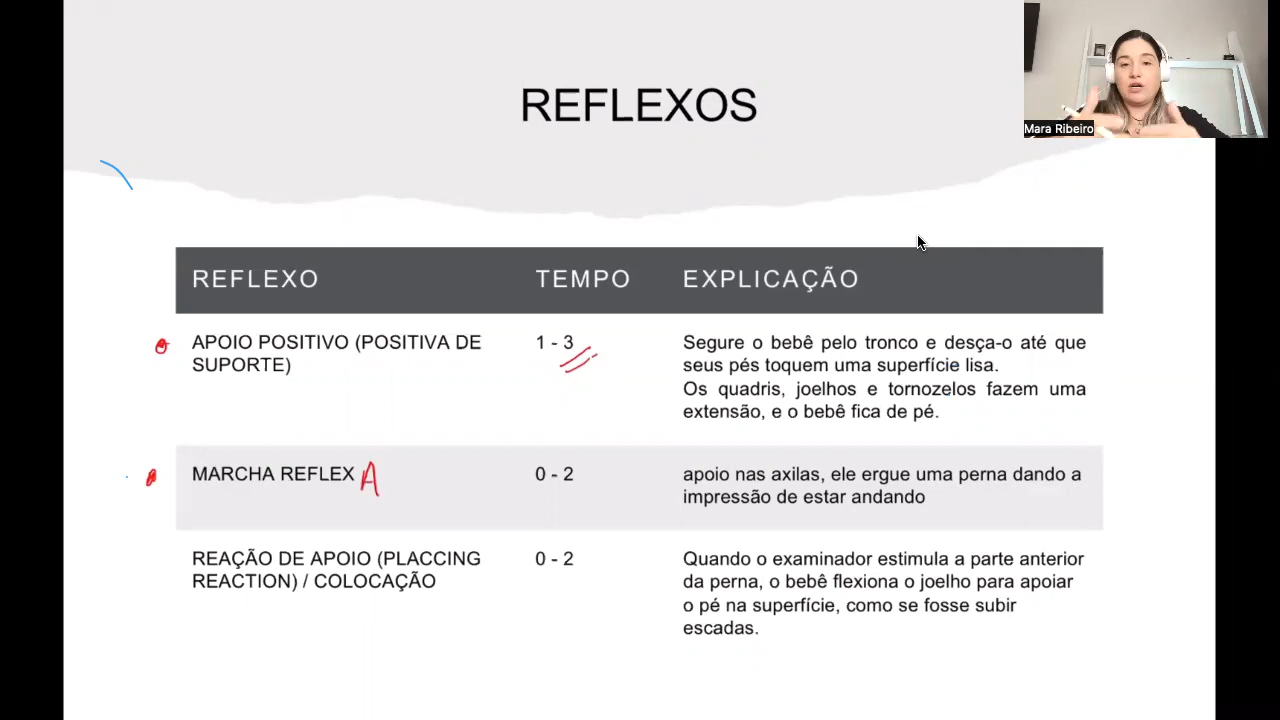 REFLEXOS
Mara Ribeiro
REFLEXO TEMPO EXPLICAÇÃO
APOIO POSITIVO (POSITIVA DE
SUPORTE)
1 - 3
Segure o bebê pelo tronco e desça-o até que
seus pés toquem uma superfície lisa.
Os quadris, joelhos e tornozelos fazem uma
extensão, e o bebê fica de pé.
MARCHA REFLEX A
0 - 2
apoio nas axilas, ele ergue uma perna dando a
impressão de estar andando
REAÇÃO DE APOIO (PLACCING
REACTION) / COLOCAÇÃO
0 - 2
Quando o examinador estimula a parte anterior
da perna, o bebê flexiona o joelho para apoiar
o pé na superfície, como se fosse subir
escadas.